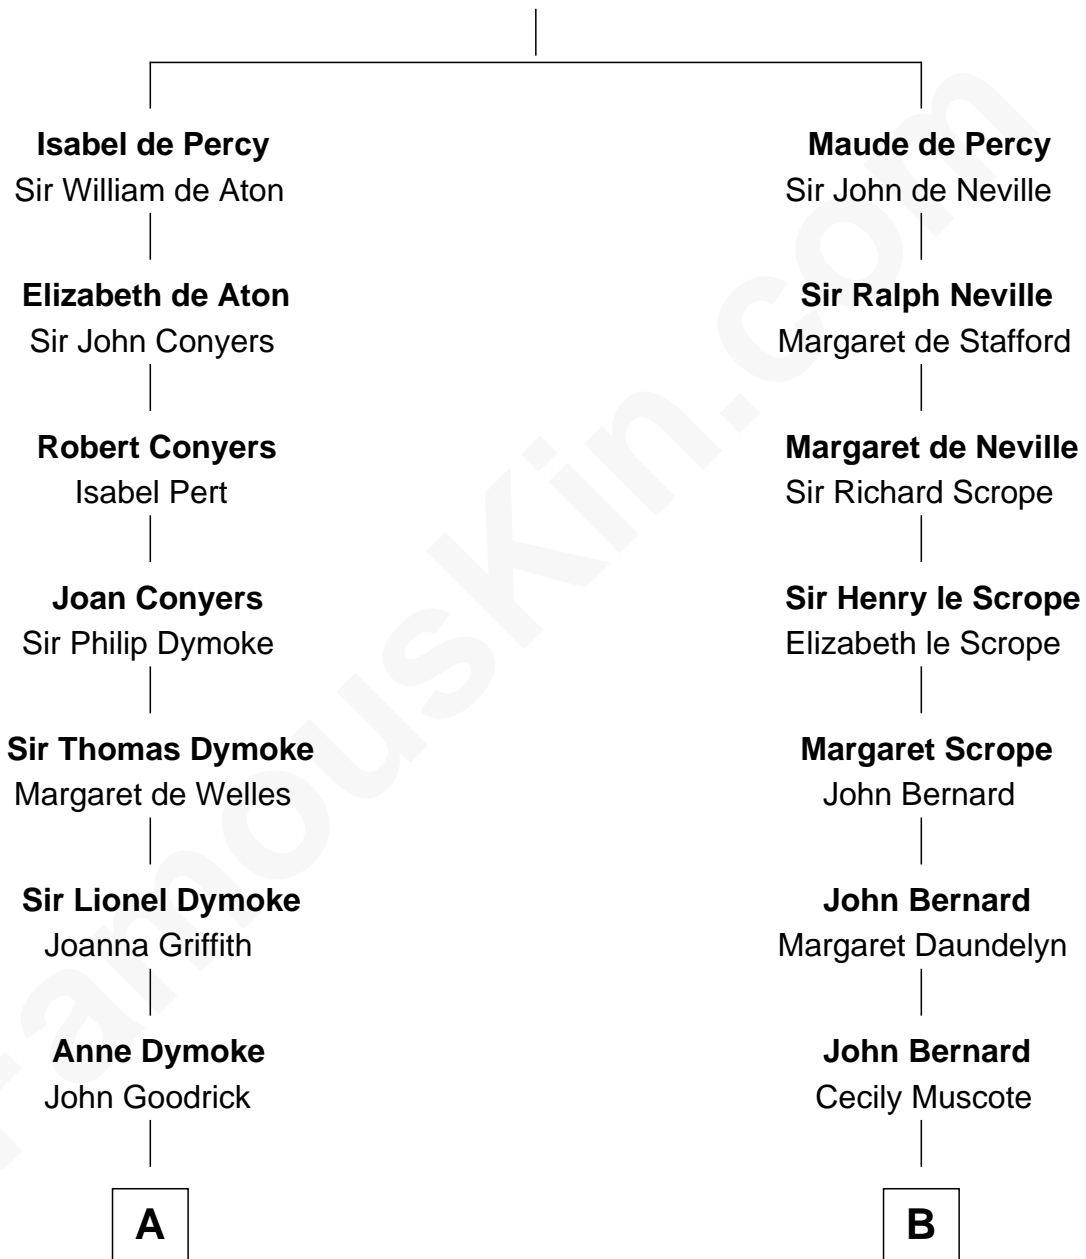 Isabel de Percy
Sir William de Aton
Elizabeth de Aton
Sir John Conyers
Robert Conyers
Isabel Pert
Joan Conyers
Sir Philip Dymoke
Sir Thomas Dymoke
Margaret de Welles
Sir Lionel Dymoke
Joanna Griffith
Anne Dymoke
John Goodrick
A
Maude de Percy
Sir John de Neville
Sir Ralph Neville
Margaret de Stafford
Margaret de Neville
Sir Richard Scrope
Sir Henry le Scrope
Elizabeth le Scrope
Margaret Scrope
John Bernard
John Bernard
Margaret Daundelyn
John Bernard
Cecily Muscote
B
FamousKin.com